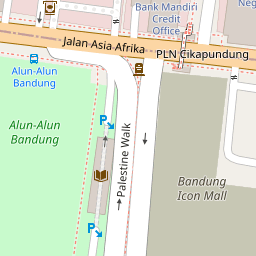 Bank Mandiri
Credit
Office
Neg
Jalan Asia Afrika
PLN Cikapundung
Alun-Alun
Bandung
P
Alun-Alun
Bandung
Palestine Walk
Bandung
Icon Mall
P